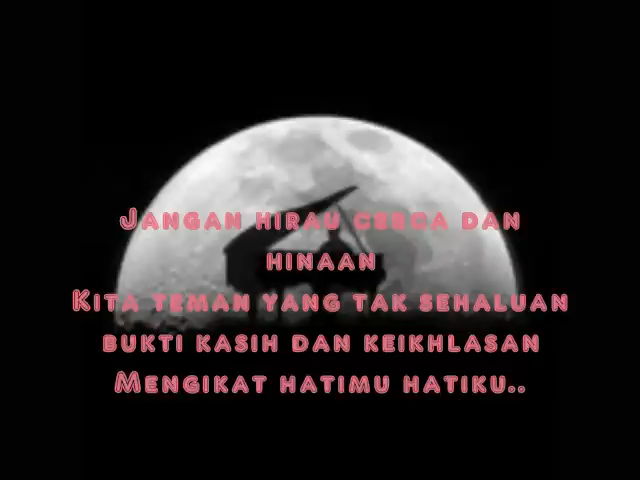 Jangan hirau cerca dan
hinaan
Kita teman yang tak sehaluan
bukti kasih dan keikhlasan
Mengikat hatimu hatiku..